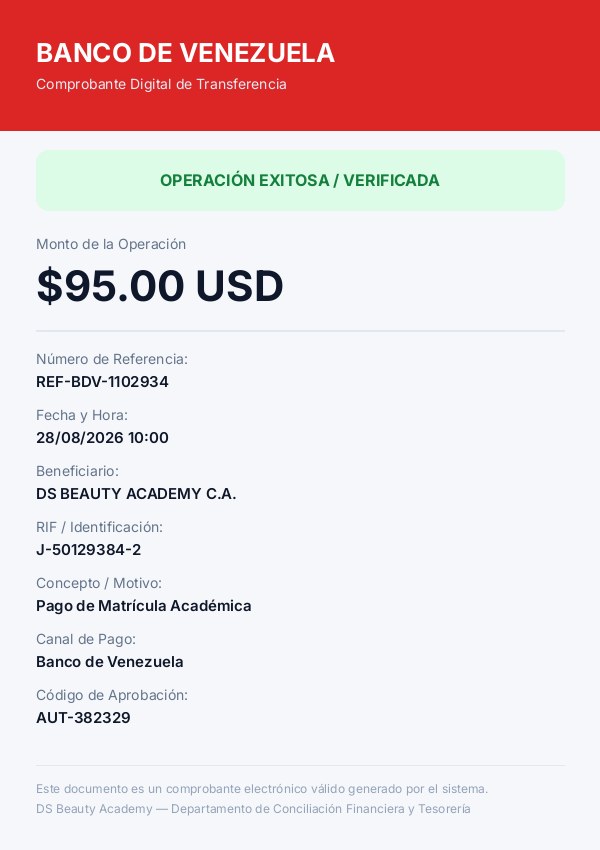 BANCO DE VENEZUELA
Comprobante Digital de Transferencia
OPERACIÓN EXITOSA / VERIFICADA
Monto de la Operación
$95.00 USD
Número de Referencia:
REF-BDV-1102934
Fecha y Hora:
28/08/2026 10:00
Beneficiario:
DS BEAUTY ACADEMY C.A.
RIF / Identificación:
J-50129384-2
Concepto / Motivo:
Pago de Matrícula Académica
Canal de Pago:
Banco de Venezuela
Código de Aprobación:
AUT-382329
Este documento es un comprobante electrónico válido generado por el sistema.
DS Beauty Academy — Departamento de Conciliación Financiera y Tesorería